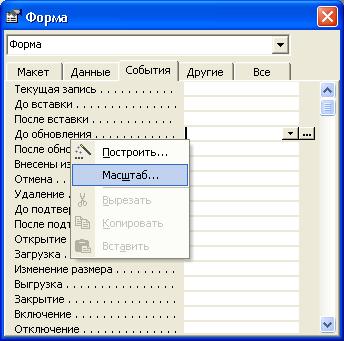 Форма
Форма
Макет Данные События Другие Все
Текущая запись . . . . . . . . . . . .
До вставки . . . . . . . . . . . . . . . .
После вставки . . . . . . . . . . . .
До обновления . . . . . . . . . . . . ...
После обно
Построить...
Внесены из
Масштаб...
Отмена . .
Удаление
Вырезать
До подтвер
После подт
Копировать
Открытие
Загрузка .
Вставить
Изменение размера . . . . . . . .
Выгрузка . . . . . . . . . . . . . . . . .
Закрытие . . . . . . . . . . . . . . . . .
Включение . . . . . . . . . . . . . . . .
Отключение . . . . . . . . . . . . . . .